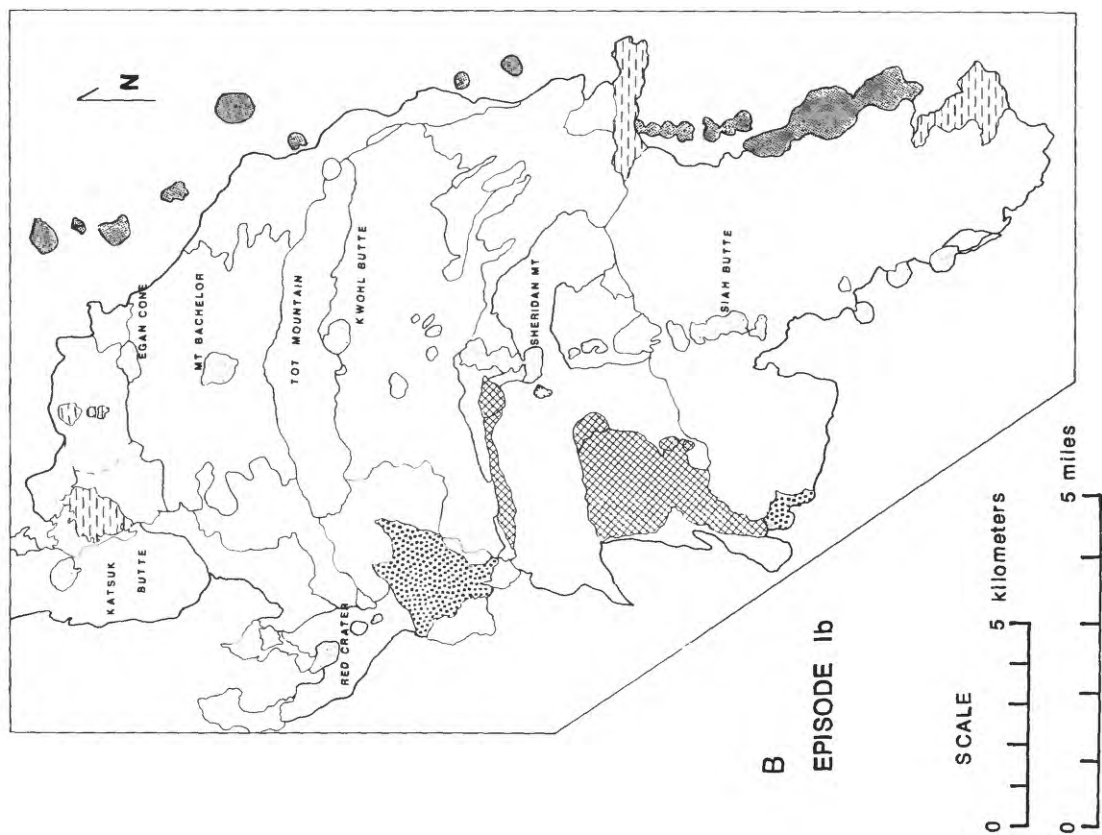 N
EGAN CONE
MT BACHELOR
TOT MOUNTAIN
KWOHL BUTTE
SHERIDAN MT
SIAH BUTTE
KATSUK
BUTTE
RED CRATER
B
EPISODE Ib
SCALE
0 5 kilometers
0 5 miles